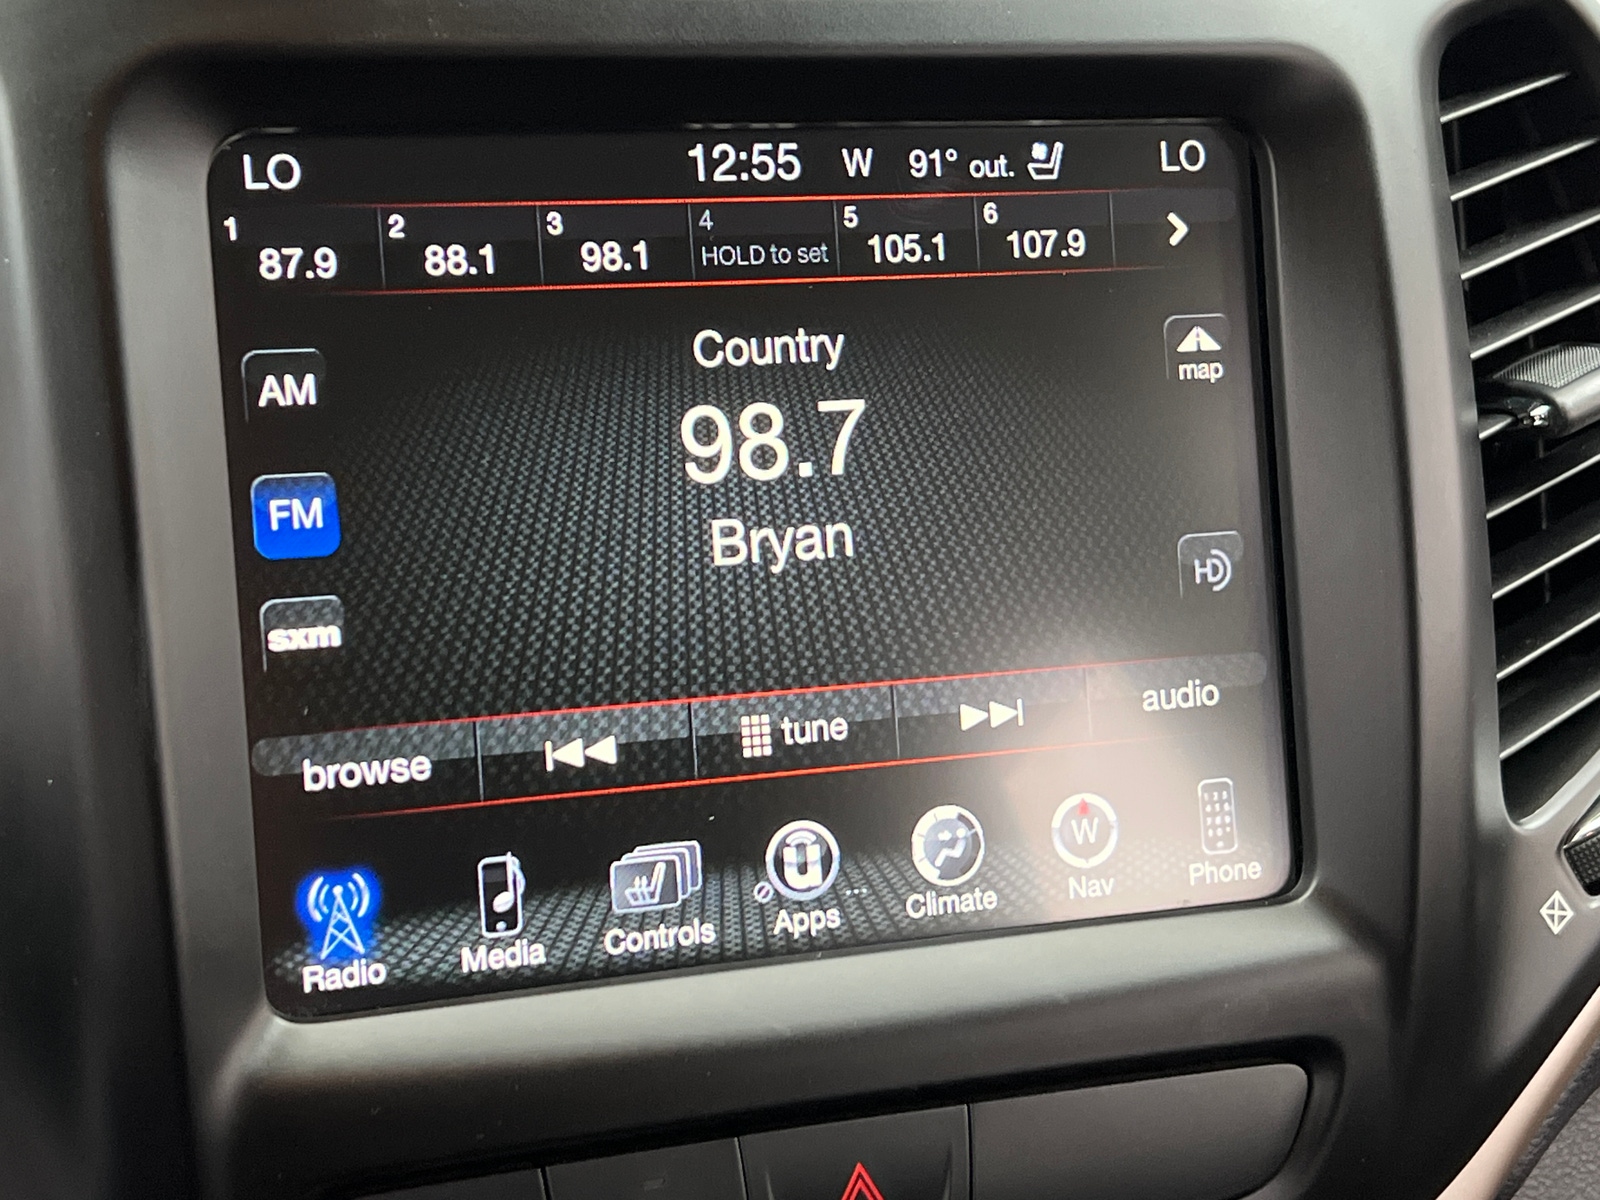 LO 12:55 W 91° out. LO
1 2 3 4 5 6
87.9 88.1 98.1 HOLD to set 105.1 107.9
Country
map
AM
98.7
FM
Bryan
HD
sxm
browse tune audio
W
Radio Media Controls Apps Climate Nav Phone